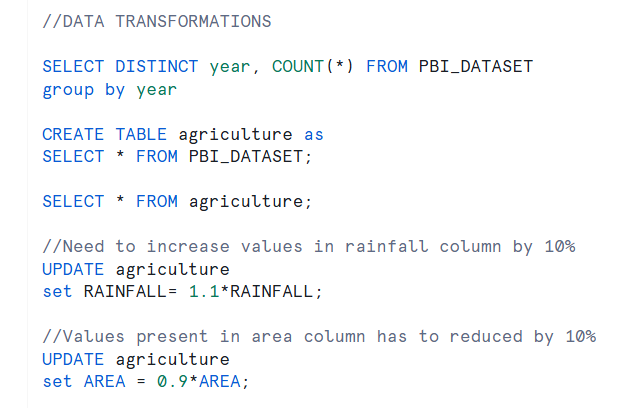 //DATA TRANSFORMATIONS
SELECT DISTINCT year, COUNT(*) FROM PBI_DATASET
group by year
CREATE TABLE agriculture as
SELECT * FROM PBI_DATASET;
SELECT * FROM agriculture;
//Need to increase values in rainfall column by 10%
UPDATE agriculture
set RAINFALL= 1.1*RAINFALL;
//Values present in area column has to reduced by 10%
UPDATE agriculture
set AREA = 0.9*AREA;